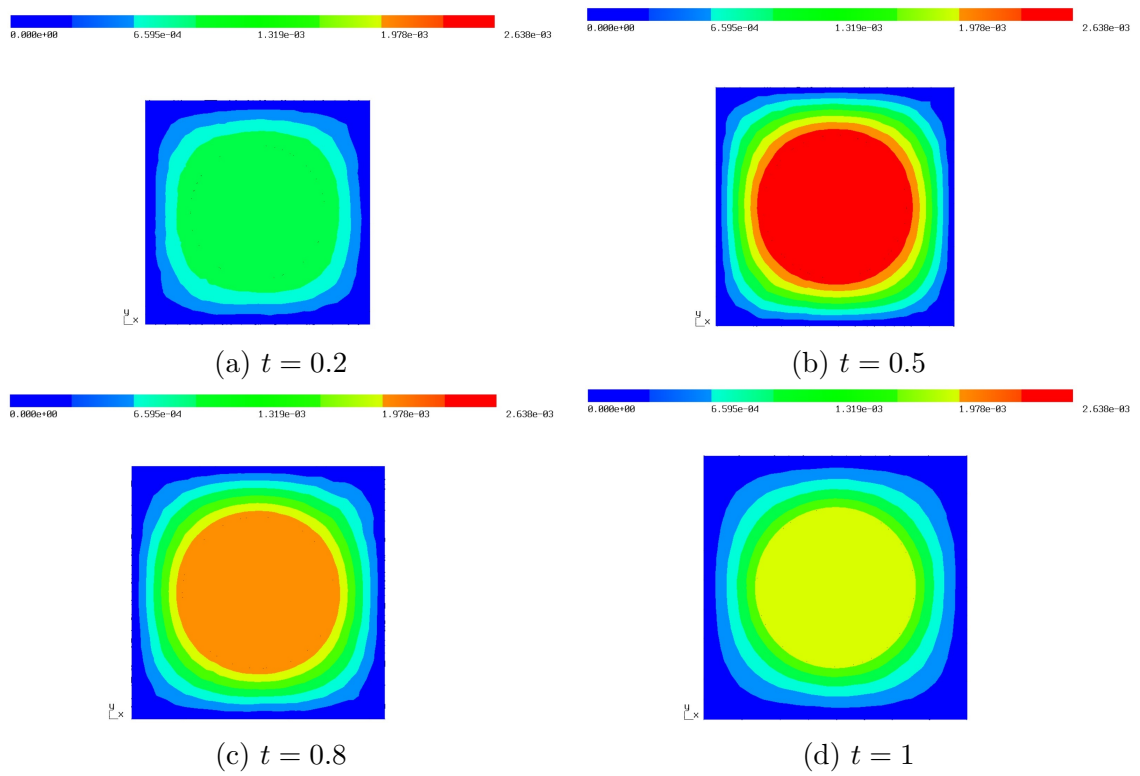 0.000e+00 6.595e-04 1.319e-03 1.978e-03 2.638e-03
0.000e+00 6.595e-04 1.319e-03 1.978e-03 2.638e-03
y
x
y
x
(a) t = 0.2
(b) t = 0.5
0.000e+00 6.595e-04 1.319e-03 1.978e-03 2.638e-03
0.000e+00 6.595e-04 1.319e-03 1.978e-03 2.638e-03
y
x
y
x
(c) t = 0.8
(d) t = 1